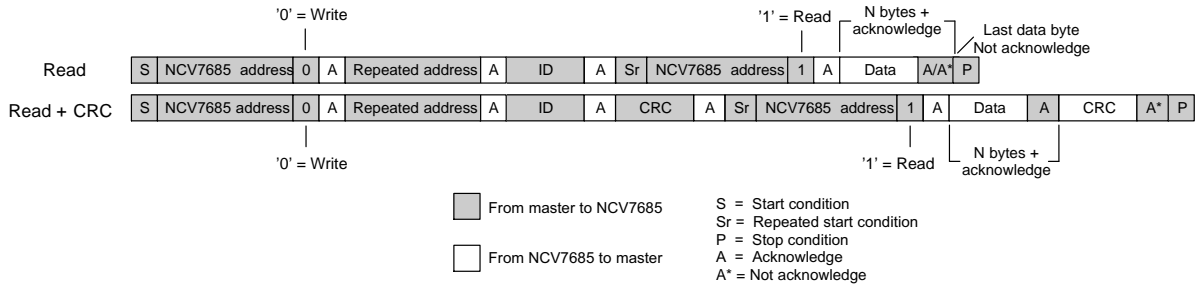 '0' = Write
'1' = Read
N bytes +
acknowledge
Last data byte
Not acknowledge
Read
S NCV7685 address 0 A Repeated address A ID A Sr NCV7685 address 1 A Data A/A* P
Read + CRC
S NCV7685 address 0 A Repeated address A ID A CRC A Sr NCV7685 address 1 A Data A CRC A* P
'0' = Write
'1' = Read
N bytes +
acknowledge
From master to NCV7685
From NCV7685 to master
S = Start condition
Sr = Repeated start condition
P = Stop condition
A = Acknowledge
A* = Not acknowledge